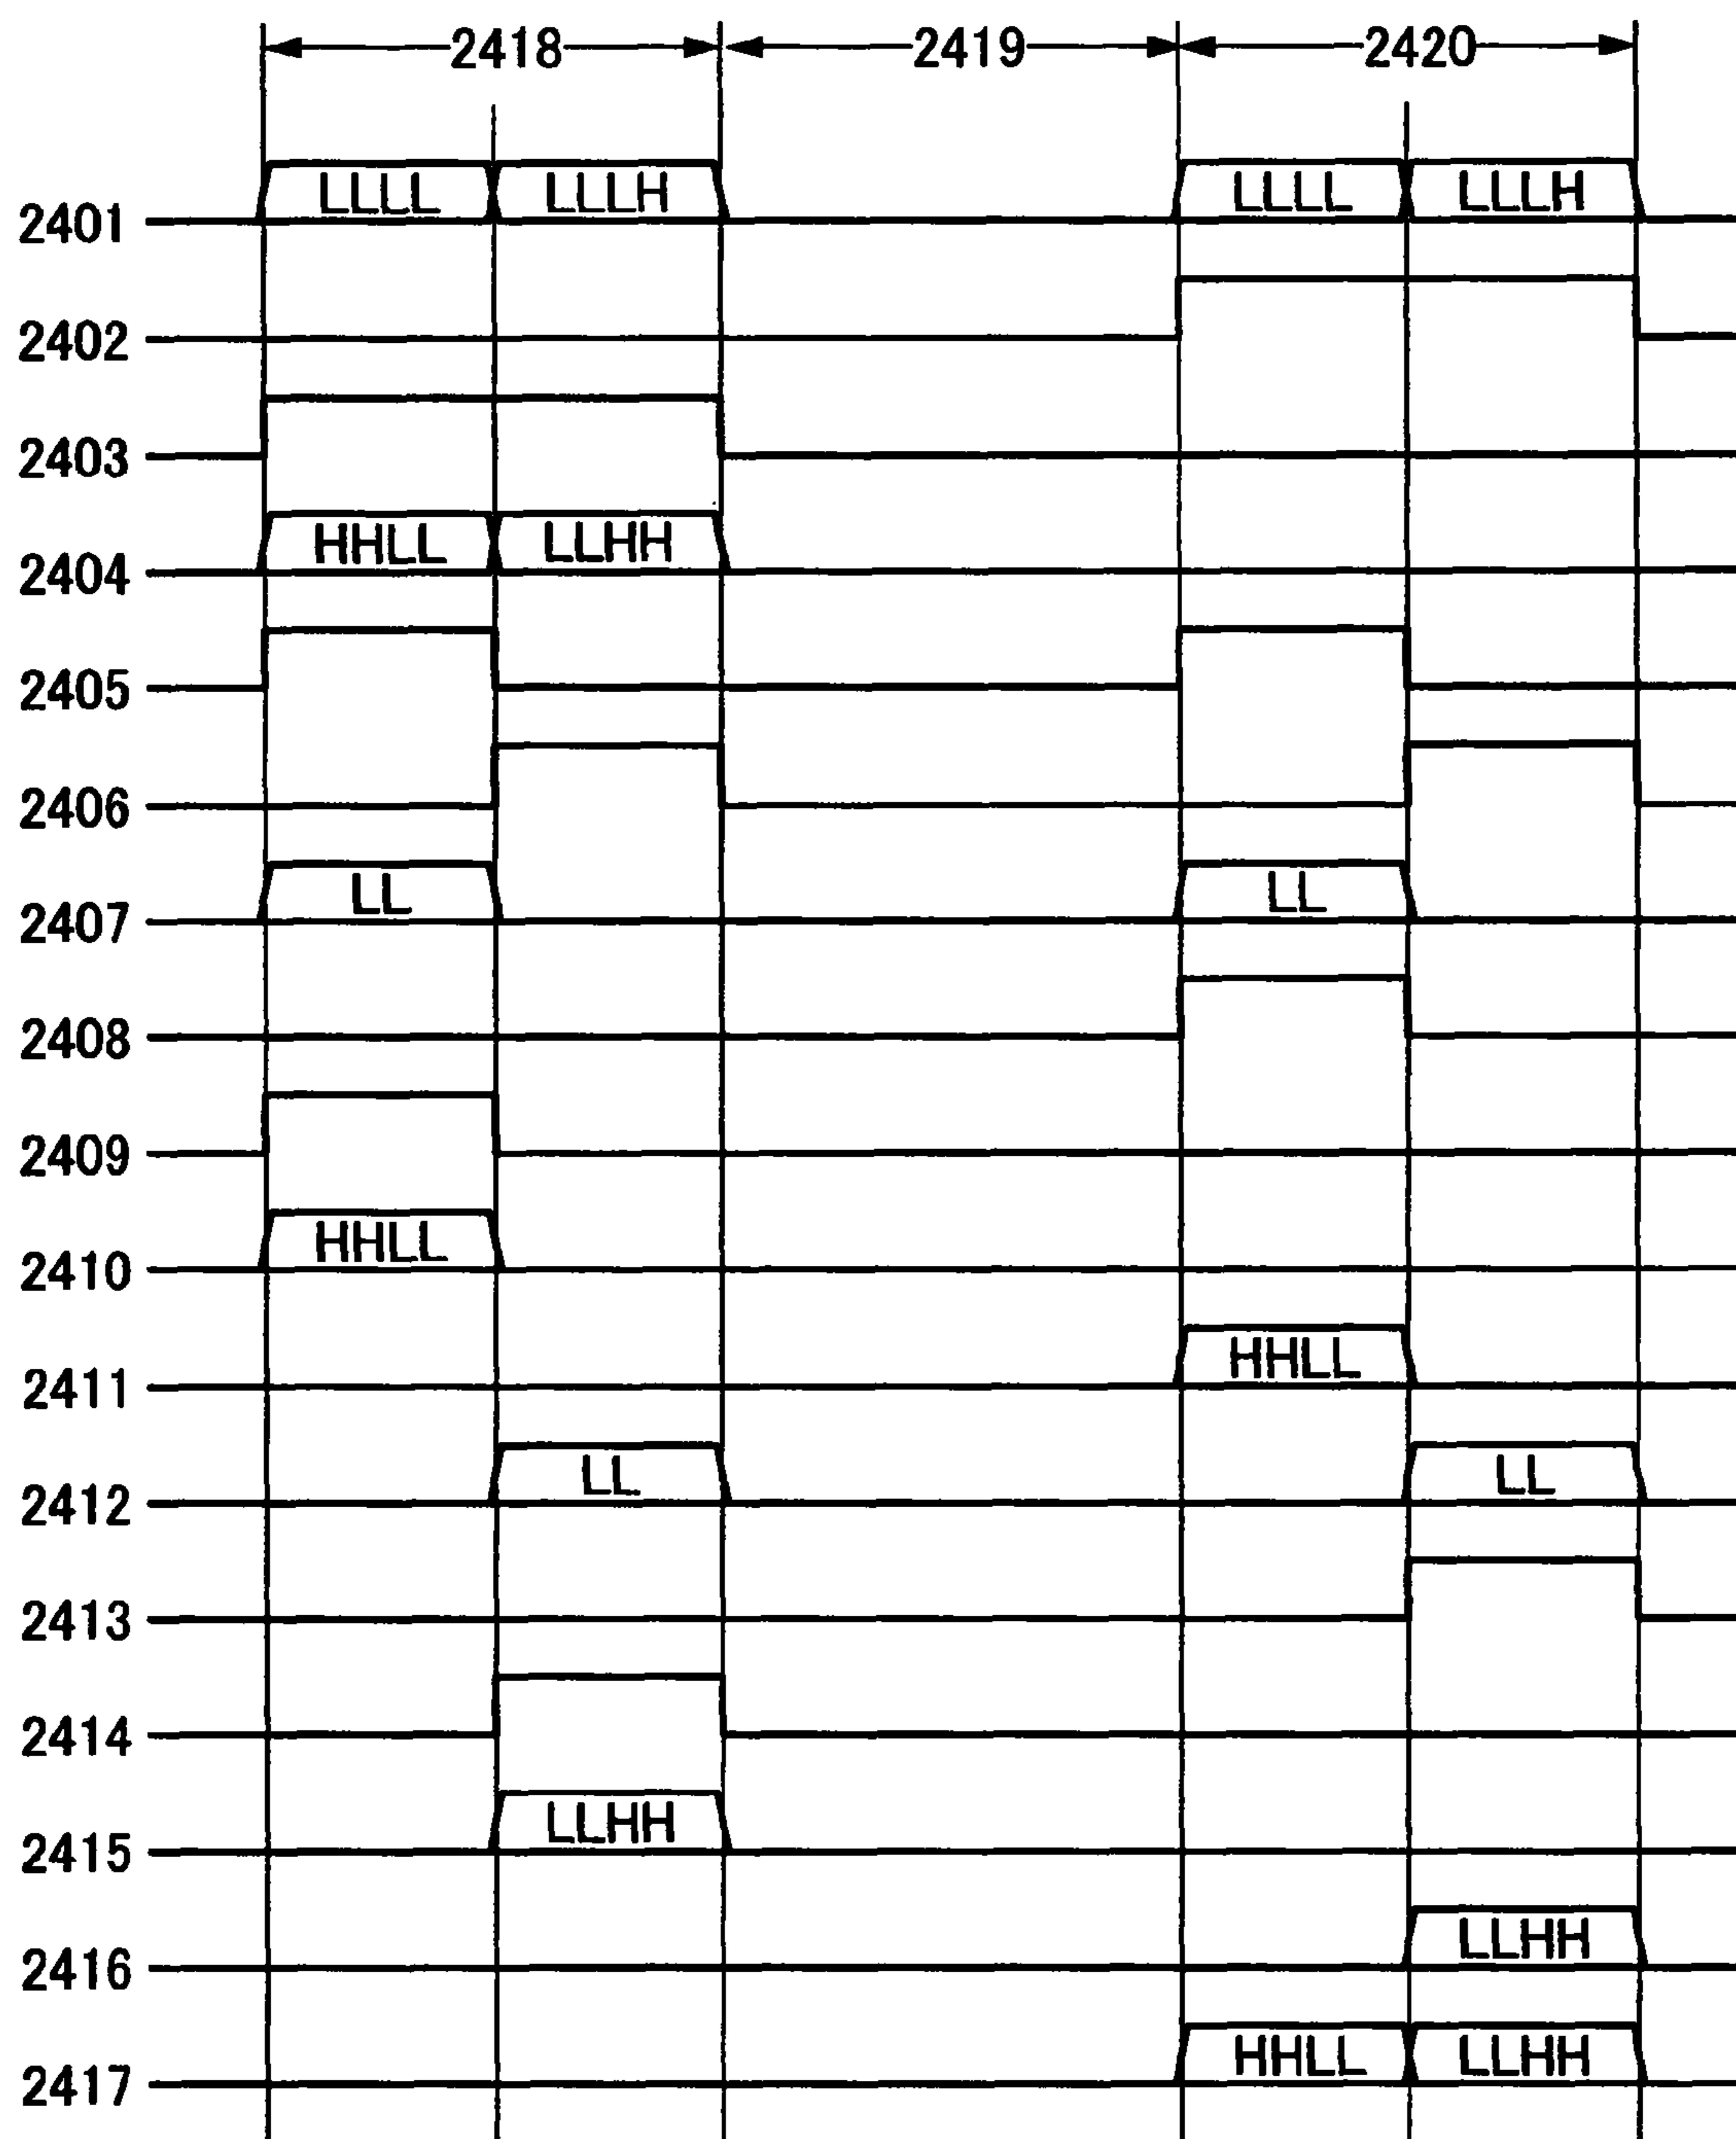 2418 2419 2420
2401 LLLL LLLH LLLL LLLH
2402
2403
2404 HHLL LLHH
2405
2406
2407 LL LL
2408
2409
2410 HHLL
2411 HHLL
2412 LL LL
2413
2414
2415 LLHH
2416 LLHH
2417 HHLL LLHH